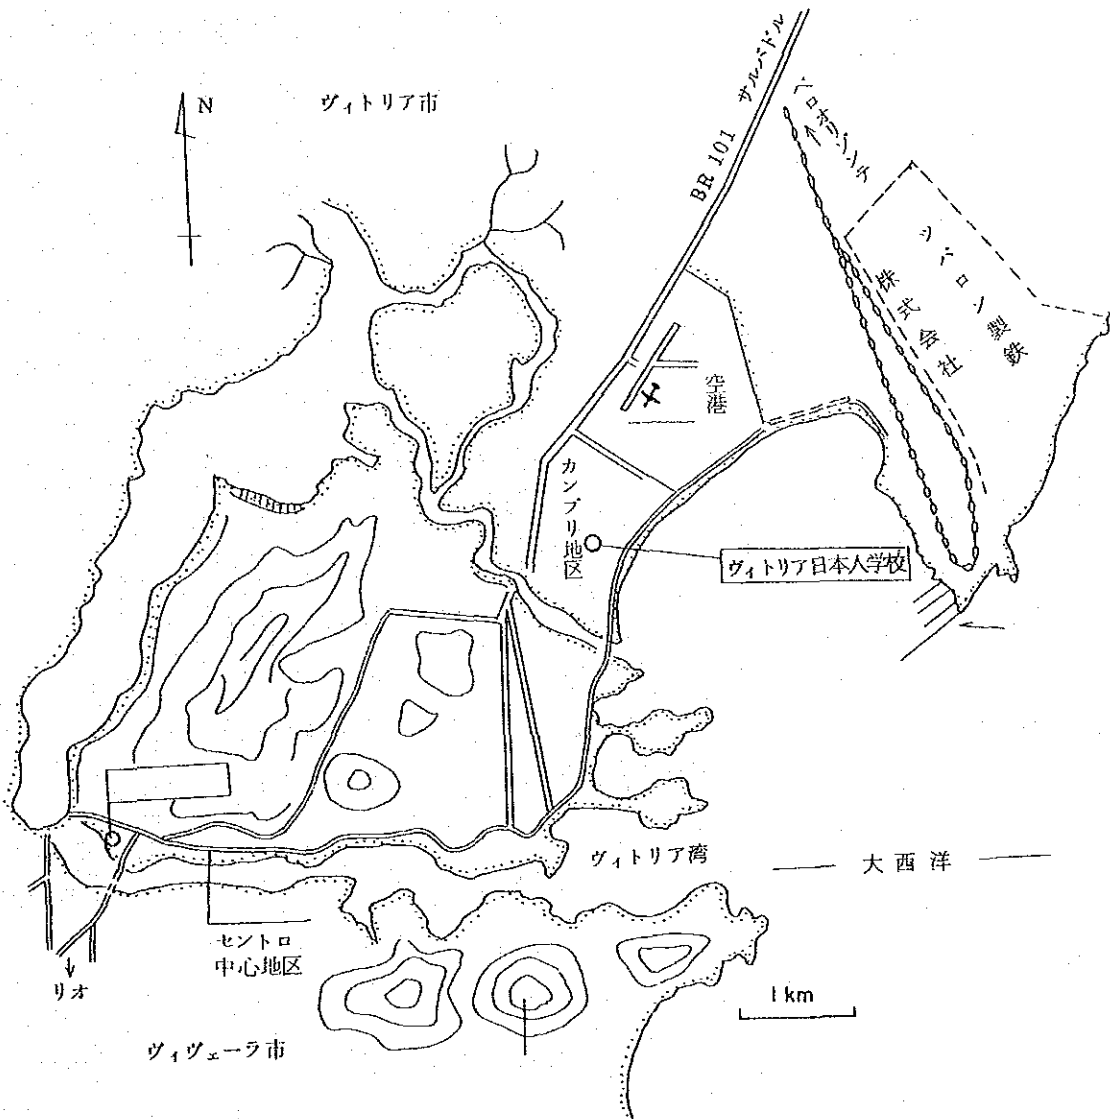 N
ヴィトリア市
サルバドル
BR 101
ベロオリゾンテ
ツバロン製鉄
株式会社
空港
カンブリ地区
ヴィトリア日本人学校
ヴィトリア湾
大西洋
セントロ
中心地区
リオ
1 km
ヴィヴェーラ市